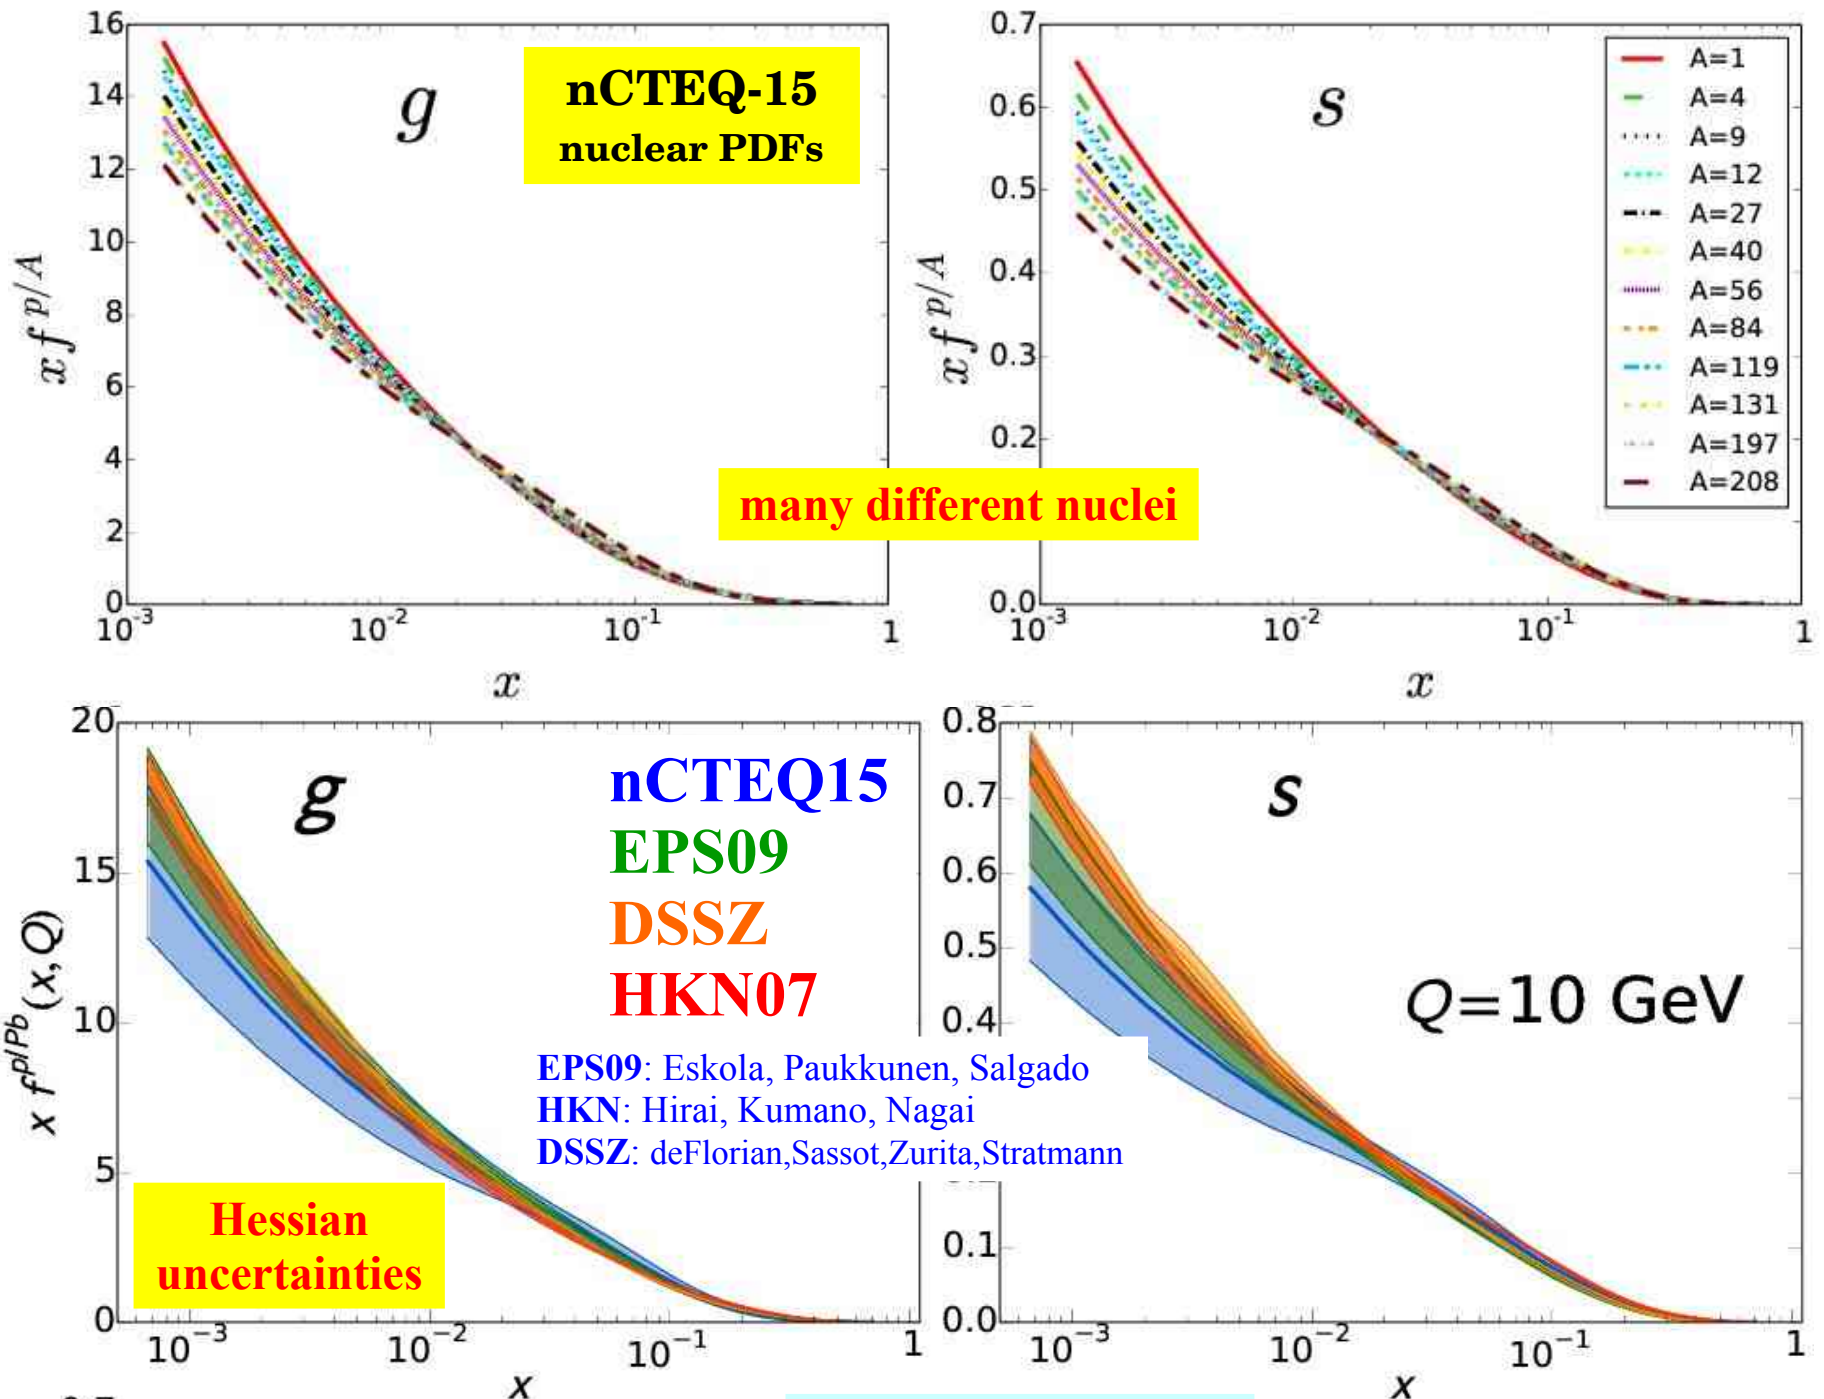 16
14
12
10
8
6
4
2
0
10⁻³
10⁻²
10⁻¹
1
x f^{p/A}
x
g
nCTEQ-15
nuclear PDFs
0.7
0.6
0.5
0.4
0.3
0.2
0.0
10⁻³
10⁻²
10⁻¹
1
x f^{p/A}
x
s
A=1
A=4
A=9
A=12
A=27
A=40
A=56
A=84
A=119
A=131
A=197
A=208
many different nuclei
20
15
10
5
0
10⁻³
10⁻²
10⁻¹
1
x f^{p/Pb}(x,Q)
x
g
nCTEQ15
EPS09
DSSZ
HKN07
EPS09: Eskola, Paukkunen, Salgado
HKN: Hirai, Kumano, Nagai
DSSZ: deFlorian,Sassot,Zurita,Stratmann
Hessian
uncertainties
0.8
0.7
0.6
0.5
0.4
0.1
0.0
10⁻³
10⁻²
10⁻¹
1
x
s
Q=10 GeV